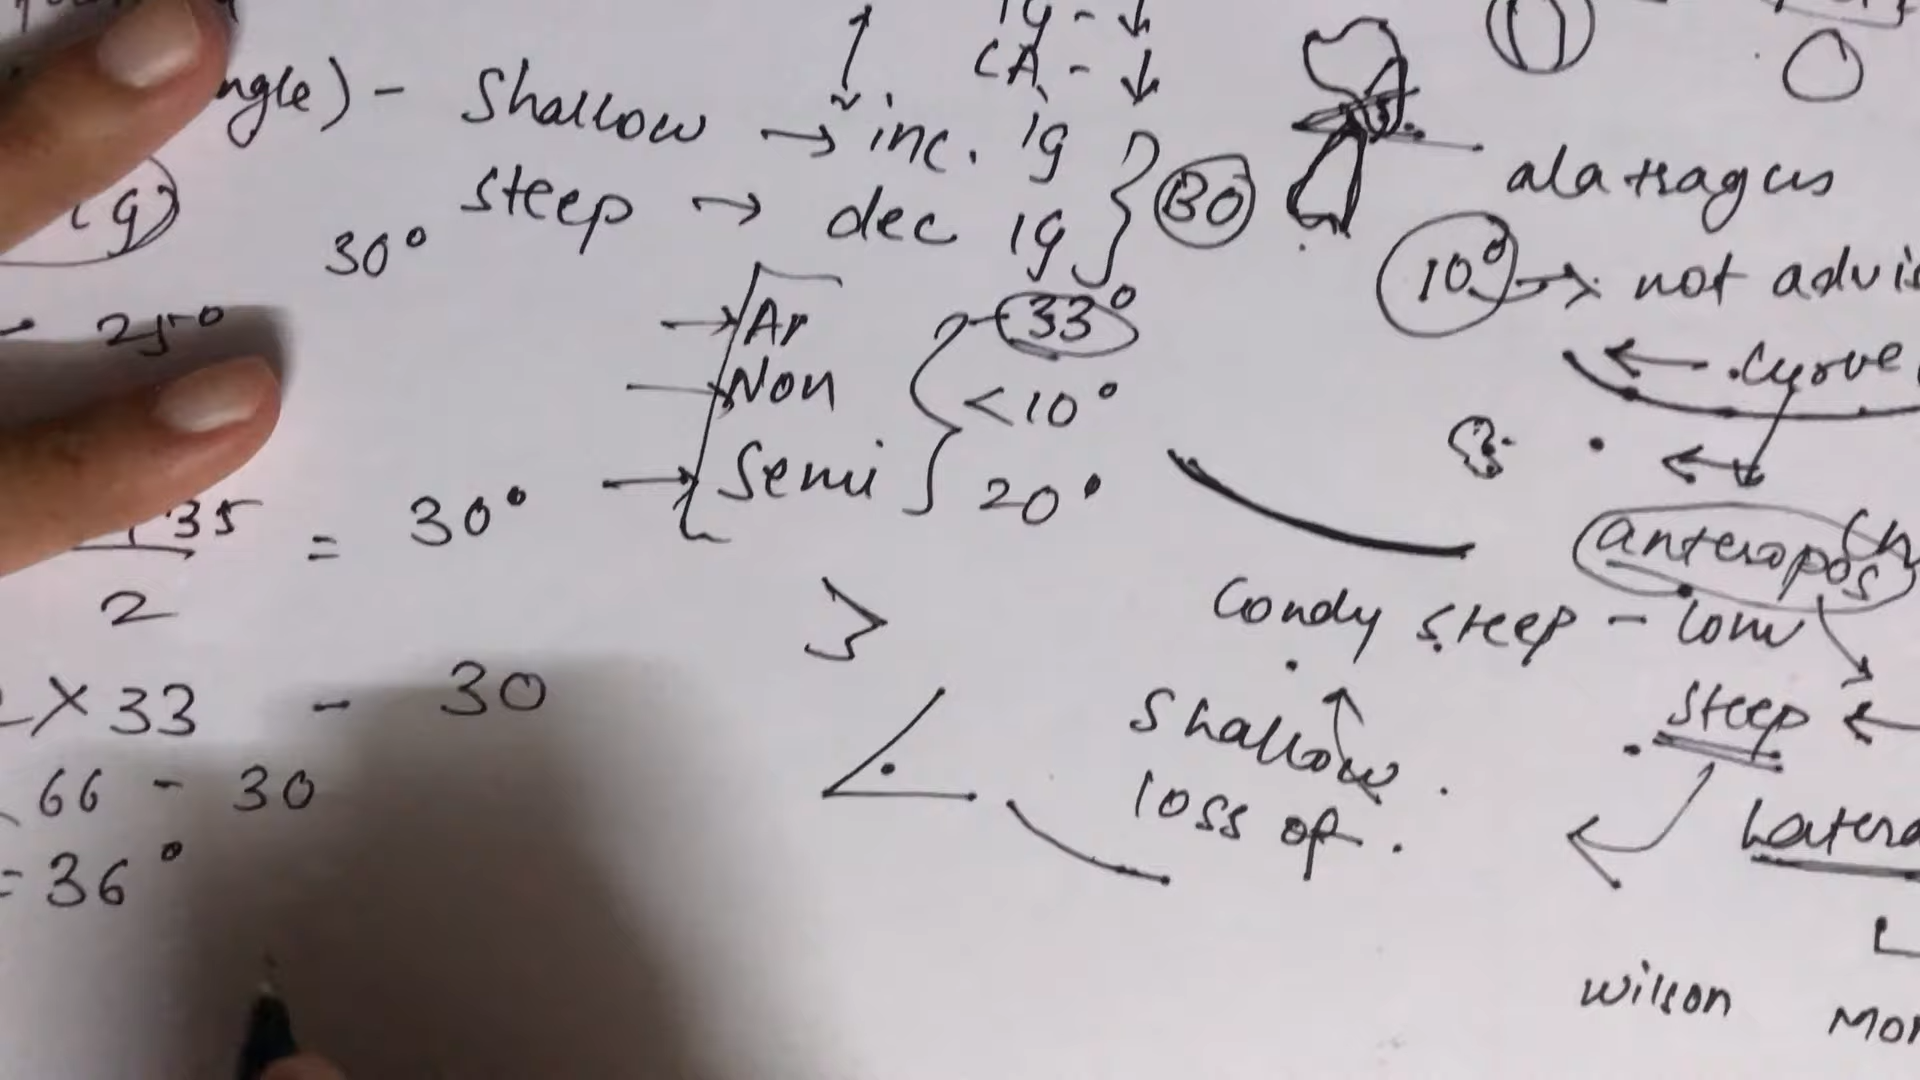 Ig - ↓
CA - ↓
ngle) - Shallow → inc. Ig
Steep → dec Ig
30
ala tragus
30°
10° → not advis
25°
Ar
Non
Semi
33°
<10°
20°
curve
anteropos
35
2
= 30°
Condy steep -
Steep
Shallow
loss of
Latera
x 33 - 30
66 - 30
= 36°
Wilson
Mon